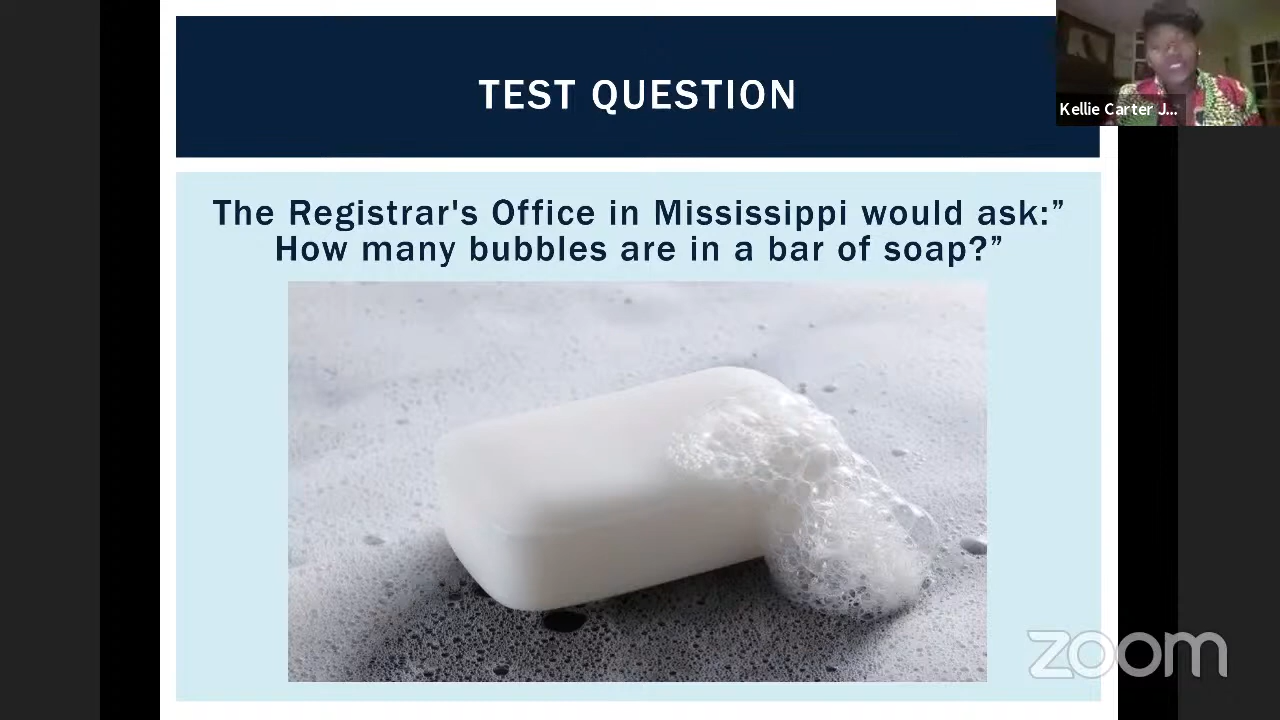 TEST QUESTION
Kellie Carter J...
The Registrar's Office in Mississippi would ask:”
How many bubbles are in a bar of soap?”
zoom